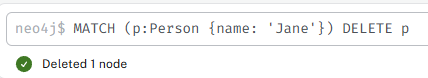 neo4j$ MATCH (p:Person {name: 'Jane'}) DELETE p
Deleted 1 node